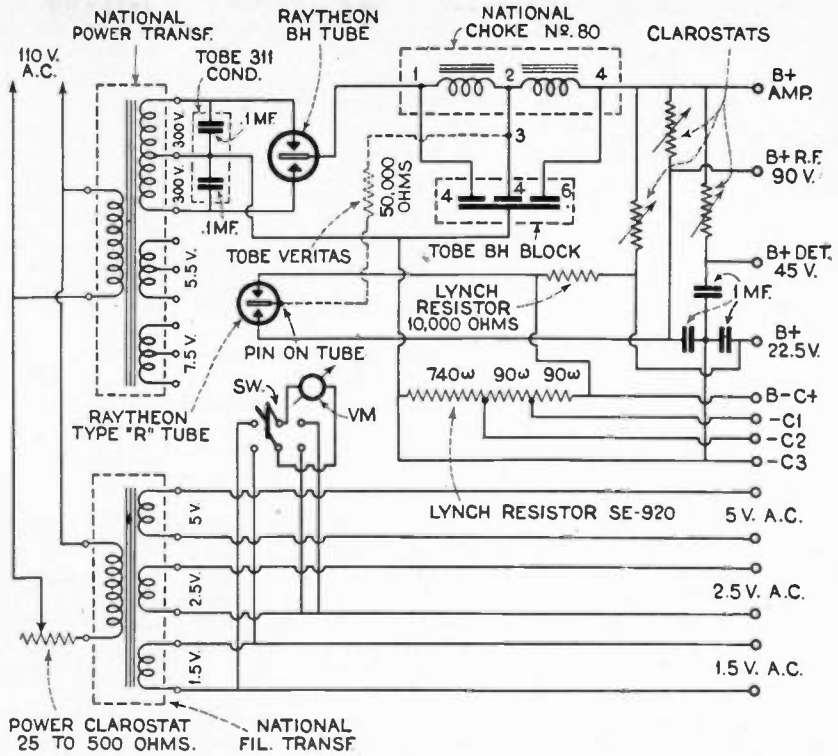 NATIONAL
POWER TRANSF.
RAYTHEON
BH TUBE
NATIONAL
CHOKE Nº. 80
CLAROSTATS
110 V.
A.C.
TOBE 311
COND.
1
2
4
B+
AMP.
300 V.
.1 MF.
300 V.
.1 MF.
3
50,000
OHMS
4
4
6
B+ R.F.
90 V.
TOBE VERITAS
TOBE BH BLOCK
B+ DET.
45 V.
5.5 V.
LYNCH
RESISTOR
10,000 OHMS
1 MF.
7.5 V.
PIN ON TUBE
B+
22.5 V.
RAYTHEON
TYPE "R" TUBE
SW.
VM
740ω
90ω
90ω
B-C+
-C1
-C2
-C3
LYNCH RESISTOR SE-920
5 V.
5 V. A.C.
2.5 V.
2.5 V. A.C.
1.5 V.
1.5 V. A.C.
POWER CLAROSTAT
25 TO 500 OHMS.
NATIONAL
FIL. TRANSF.